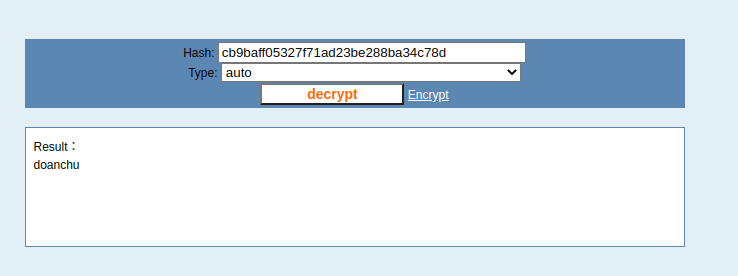 Hash: cb9baff05327f71ad23be288ba34c78d
Type: auto
decrypt Encrypt
Result：
doanchu